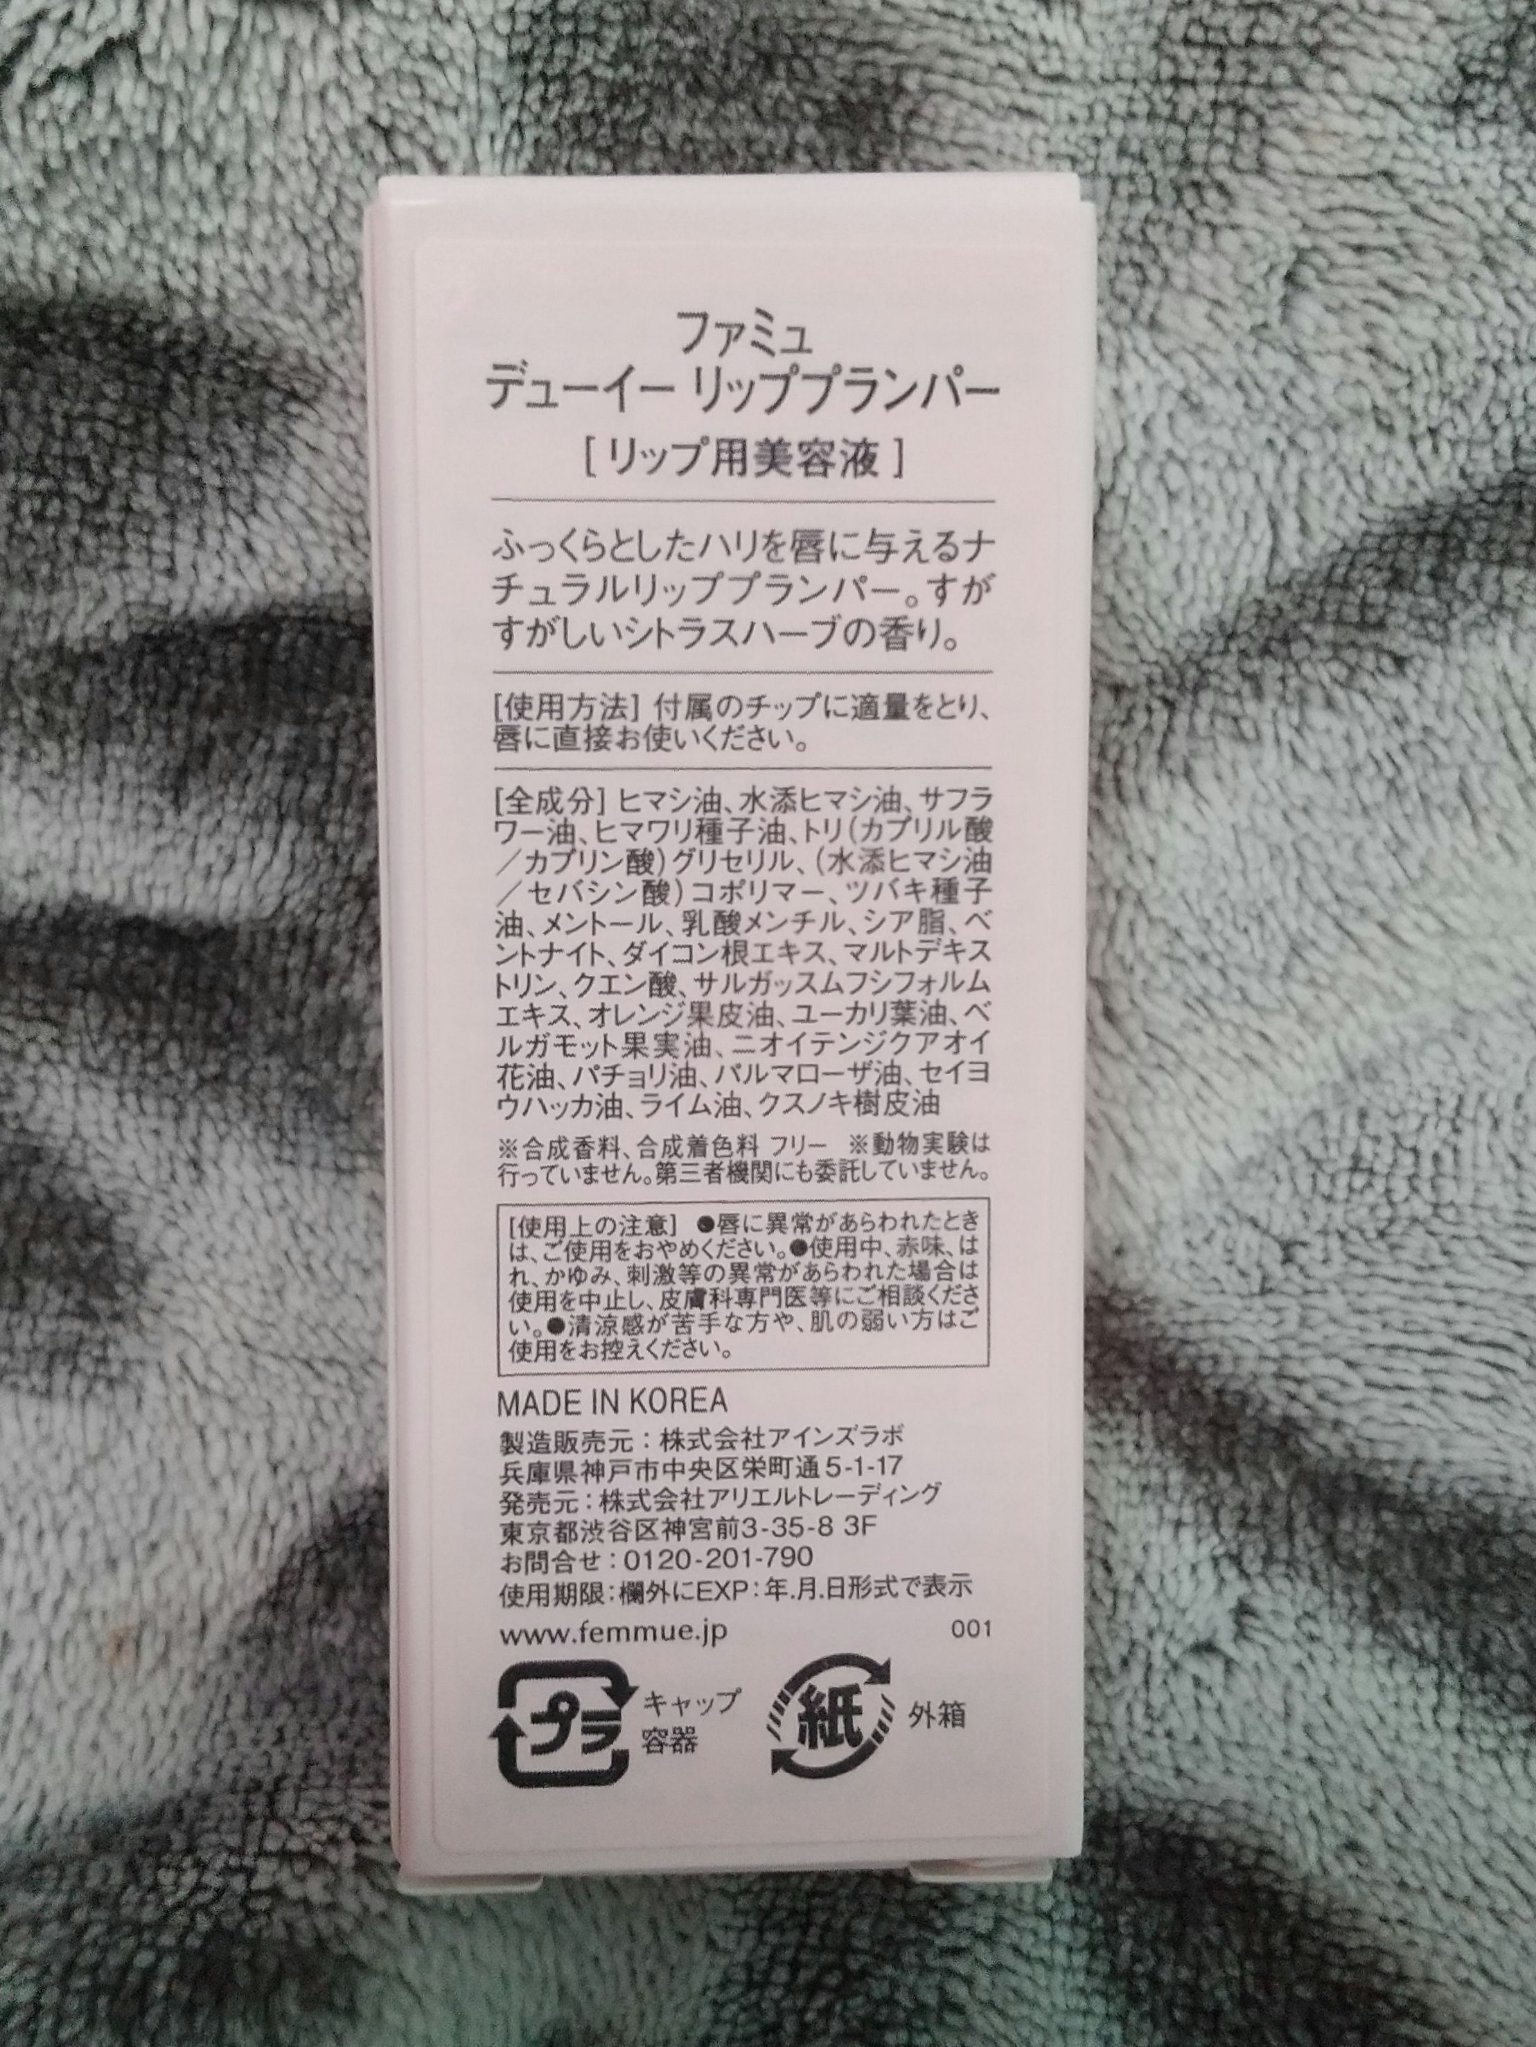 ファミュ
デューイー リッププランパー
[ リップ用美容液 ]
ふっくらとしたハリを唇に与えるナ
チュラルリッププランパー。すが
すがしいシトラスハーブの香り。
[使用方法] 付属のチップに適量をとり、
唇に直接お使いください。
[全成分] ヒマシ油、水添ヒマシ油、サフラ
ワー油、ヒマワリ種子油、トリ(カプリル酸
／カプリン酸)グリセリル、(水添ヒマシ油
／セバシン酸)コポリマー、ツバキ種子
油、メントール、乳酸メンチル、シア脂、ベ
ントナイト、ダイコン根エキス、マルトデキス
トリン、クエン酸、サルガッスムフシフォルム
エキス、オレンジ果皮油、ユーカリ葉油、ベ
ルガモット果実油、ニオイテンジクアオイ
花油、パチョリ油、パルマローザ油、セイヨ
ウハッカ油、ライム油、クスノキ樹皮油
※合成香料、合成着色料 フリー ※動物実験は
行っていません。第三者機関にも委託していません。
[使用上の注意] ●唇に異常があらわれたとき
は、ご使用をおやめください。●使用中、赤味、は
れ、かゆみ、刺激等の異常があらわれた場合は
使用を中止し、皮膚科専門医等にご相談くださ
い。●清涼感が苦手な方や、肌の弱い方はご
使用をお控えください。
MADE IN KOREA
製造販売元：株式会社アインズラボ
兵庫県神戸市中央区栄町通5-1-17
発売元：株式会社アリエルトレーディング
東京都渋谷区神宮前3-35-8 3F
お問合せ：0120-201-790
使用期限：欄外にEXP：年.月.日形式で表示
www.femmue.jp 001
プラ キャップ 紙 外箱
容器